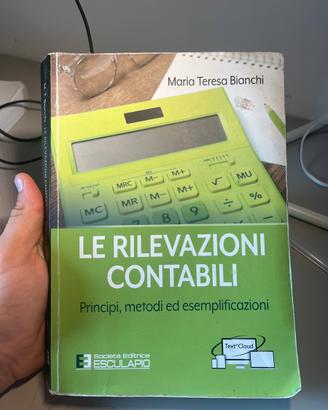 Maria Teresa Bianchi
MRC
M−
M+
MC
MR
M−
M+
MU
LE RILEVAZIONI
CONTABILI
Principi, metodi ed esemplificazioni
Società Editrice
ESCULAPIO
Text°Cloud